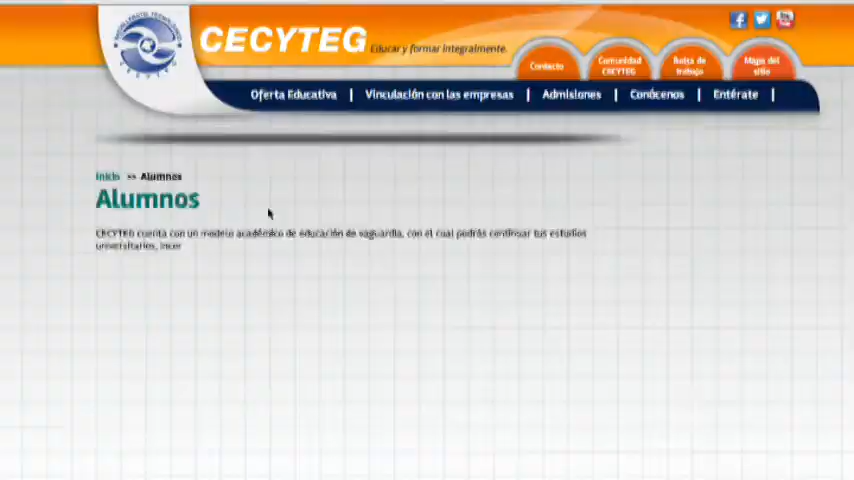 CECYTEG
Educar y formar integralmente.
Contacto
Comunidad
CECYTEG
Bolsa de
trabajo
Mapa del
sitio
Oferta Educativa | Vinculación con las empresas | Admisiones | Conócenos | Entérate |
Inicio >> Alumnos
Alumnos
CECYTEG cuenta con un modelo académico de educación de vaguardia, con el cual podrás continuar tus estudios
universitarios, incor